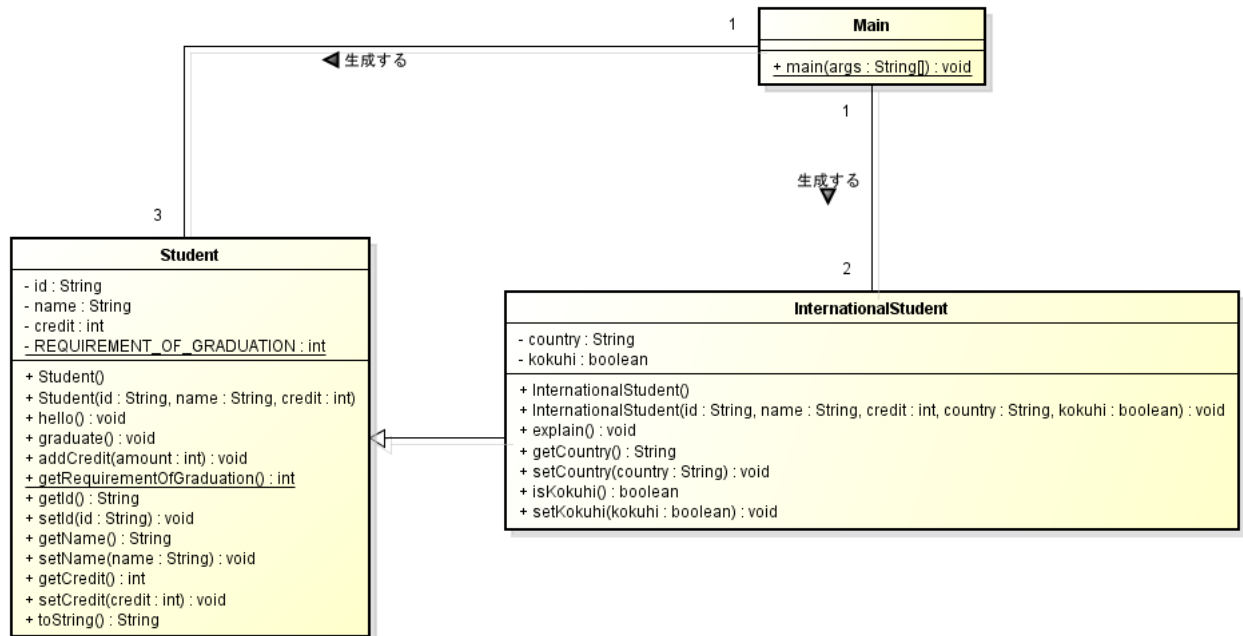 1
Main
+ main(args : String[]) : void
生成する
1
生成する
3
2
Student
- id : String
- name : String
- credit : int
- REQUIREMENT_OF_GRADUATION : int
+ Student()
+ Student(id : String, name : String, credit : int)
+ hello() : void
+ graduate() : void
+ addCredit(amount : int) : void
+ getRequirementOfGraduation() : int
+ getId() : String
+ setId(id : String) : void
+ getName() : String
+ setName(name : String) : void
+ getCredit() : int
+ setCredit(credit : int) : void
+ toString() : String
InternationalStudent
- country : String
- kokuhi : boolean
+ InternationalStudent()
+ InternationalStudent(id : String, name : String, credit : int, country : String, kokuhi : boolean) : void
+ explain() : void
+ getCountry() : String
+ setCountry(country : String) : void
+ isKokuhi() : boolean
+ setKokuhi(kokuhi : boolean) : void